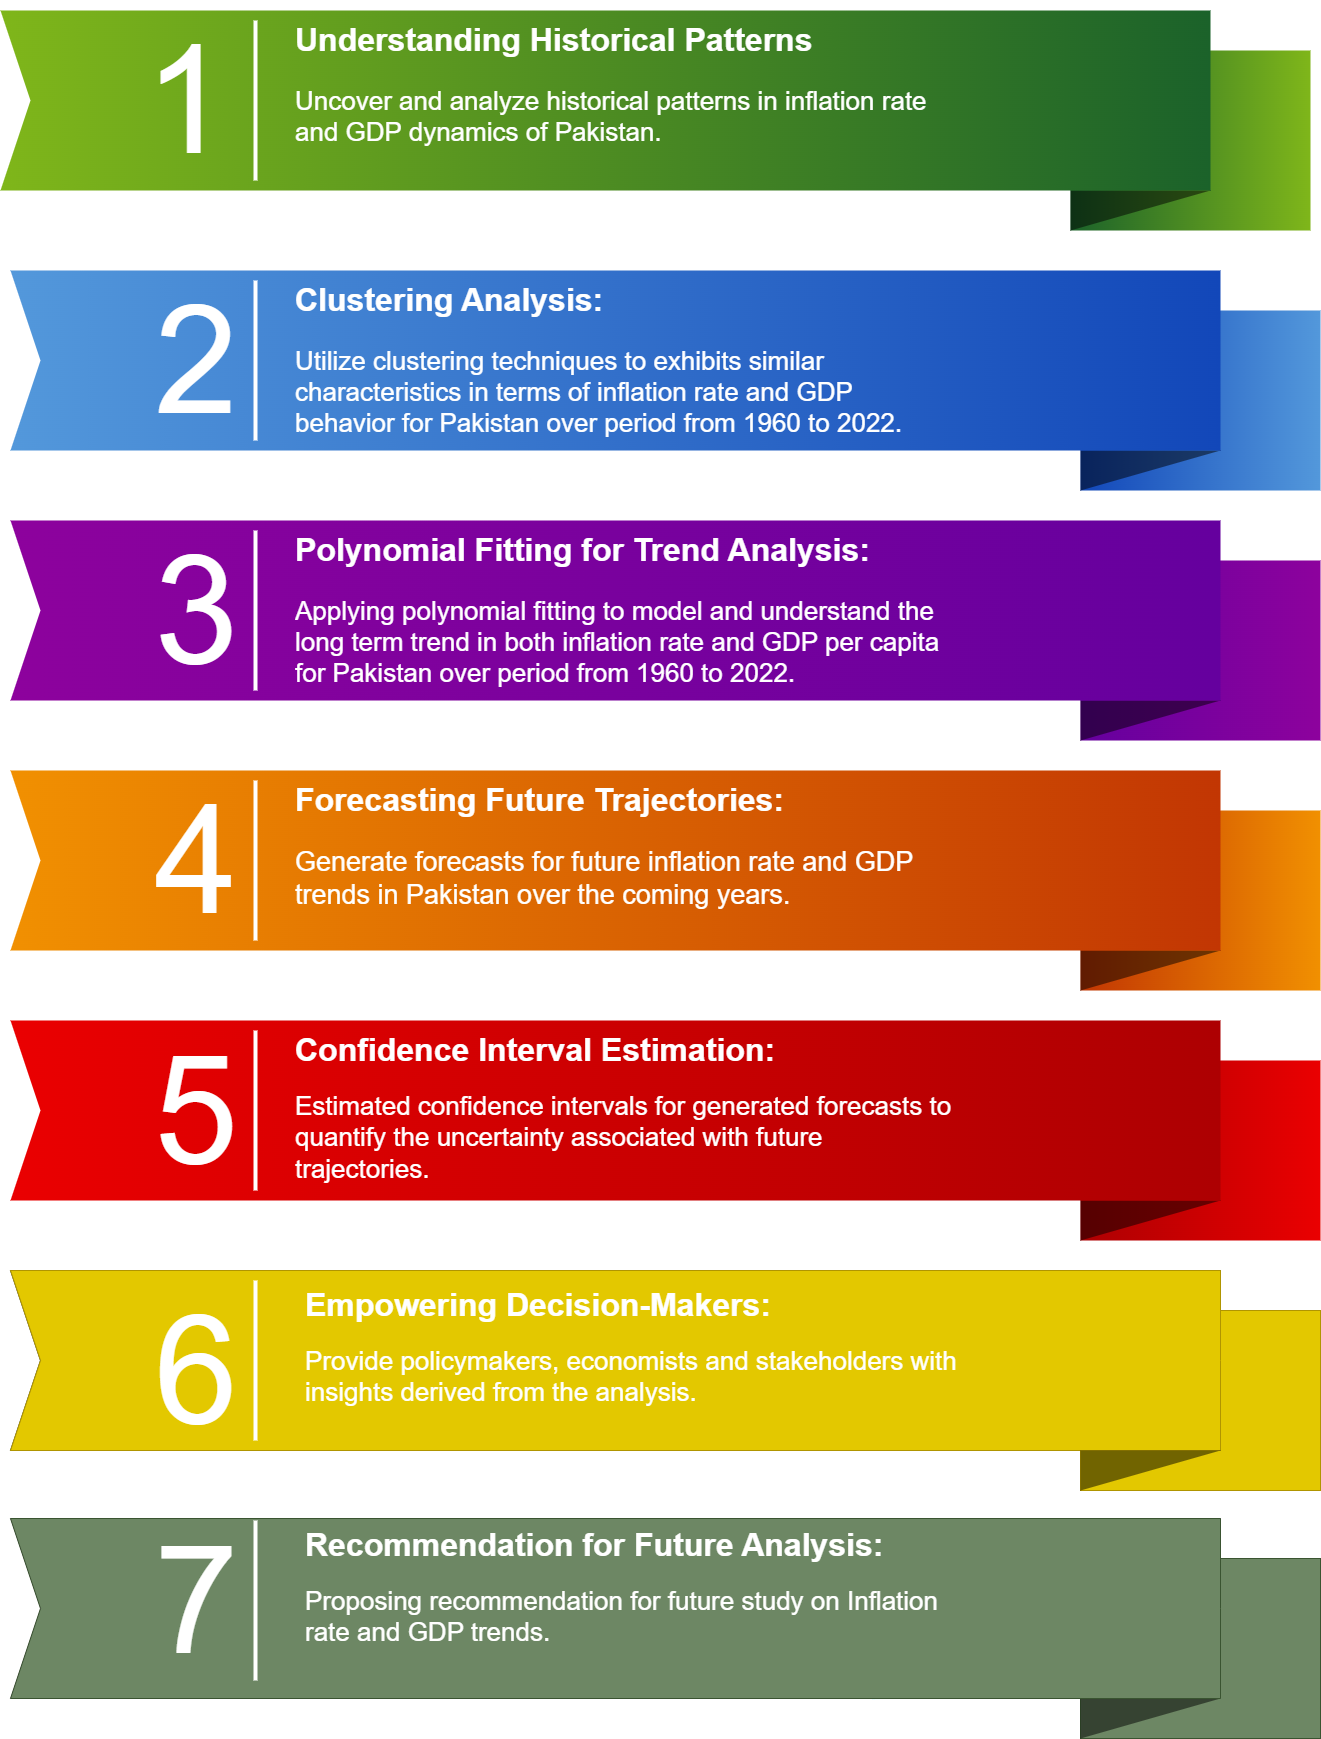 1
Understanding Historical Patterns
Uncover and analyze historical patterns in inflation rate
and GDP dynamics of Pakistan.
2
Clustering Analysis:
Utilize clustering techniques to exhibits similar
characteristics in terms of inflation rate and GDP
behavior for Pakistan over period from 1960 to 2022.
3
Polynomial Fitting for Trend Analysis:
Applying polynomial fitting to model and understand the
long term trend in both inflation rate and GDP per capita
for Pakistan over period from 1960 to 2022.
4
Forecasting Future Trajectories:
Generate forecasts for future inflation rate and GDP
trends in Pakistan over the coming years.
5
Confidence Interval Estimation:
Estimated confidence intervals for generated forecasts to
quantify the uncertainty associated with future
trajectories.
6
Empowering Decision-Makers:
Provide policymakers, economists and stakeholders with
insights derived from the analysis.
7
Recommendation for Future Analysis:
Proposing recommendation for future study on Inflation
rate and GDP trends.